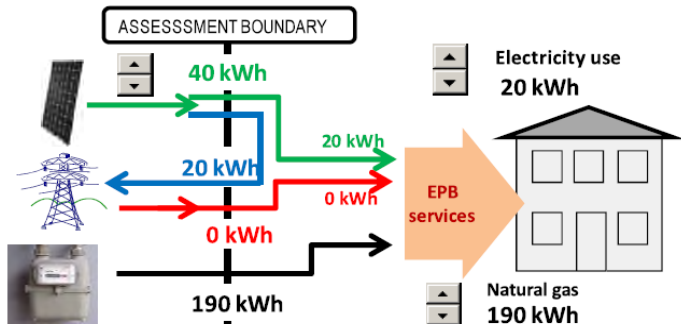 ASSESSSMENT BOUNDARY
40 kWh
Electricity use
20 kWh
20 kWh
20 kWh
0 kWh
0 kWh
EPB
services
190 kWh
Natural gas
190 kWh